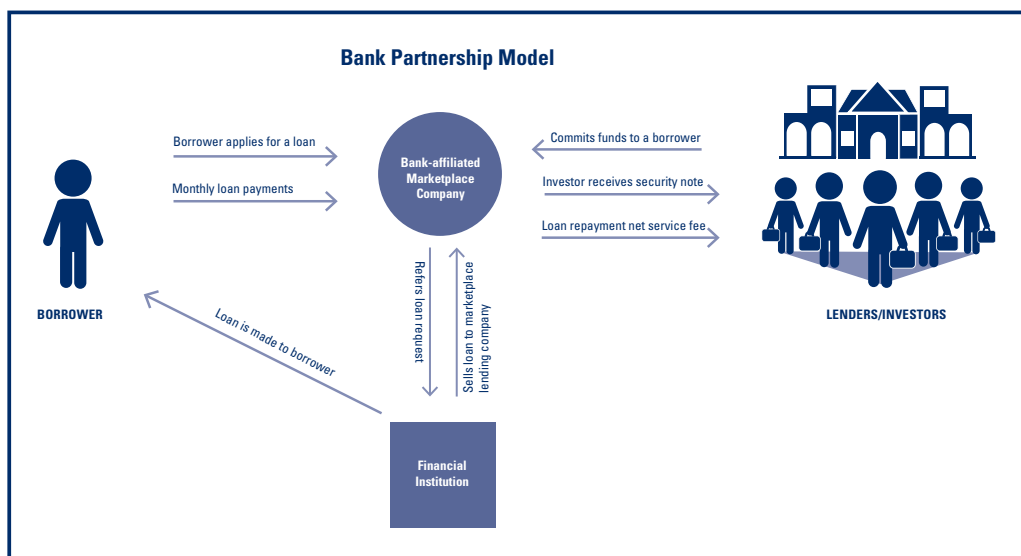 Bank Partnership Model
Borrower applies for a loan
Monthly loan payments
Bank-affiliated
Marketplace
Company
Commits funds to a borrower
Investor receives security note
Loan repayment net service fee
BORROWER
LENDERS/INVESTORS
Loan is made to borrower
Refers loan request
Sells loan to marketplace
lending company
Financial
Institution